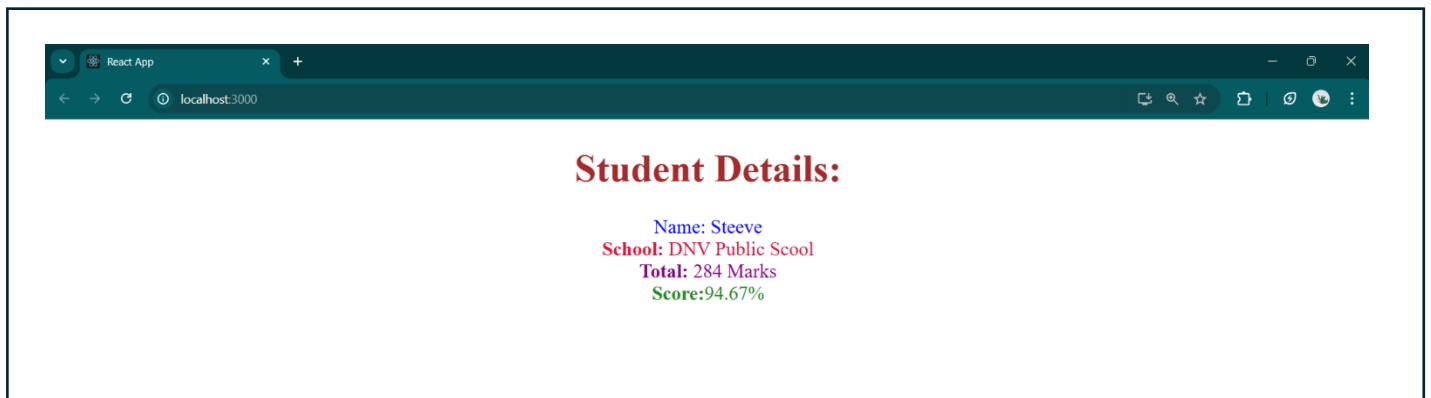 React App
localhost:3000
Student Details:
Name: Steeve
School: DNV Public Scool
Total: 284 Marks
Score:94.67%